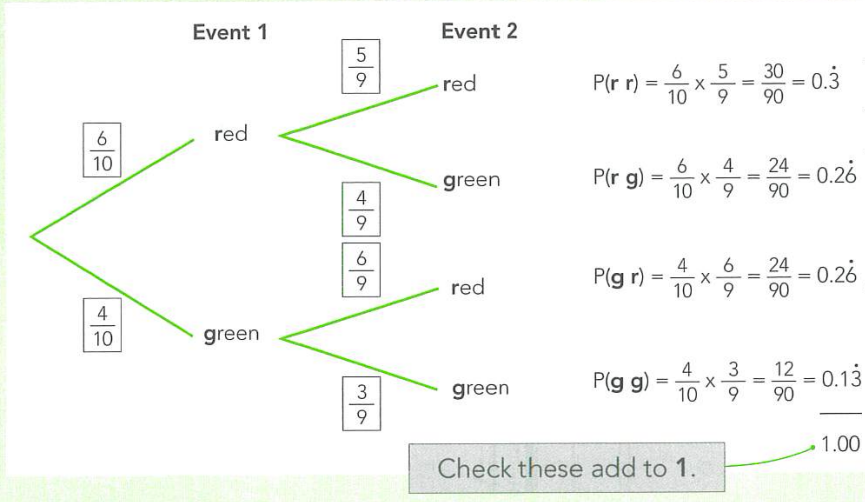 Event 1 Event 2
5/9
red P(r r) = 6/10 x 5/9 = 30/90 = 0.3̇
6/10 red
green P(r g) = 6/10 x 4/9 = 24/90 = 0.26̇
4/9
6/9
red P(g r) = 4/10 x 6/9 = 24/90 = 0.26̇
4/10 green
green P(g g) = 4/10 x 3/9 = 12/90 = 0.13̇
3/9
1.00
Check these add to 1.